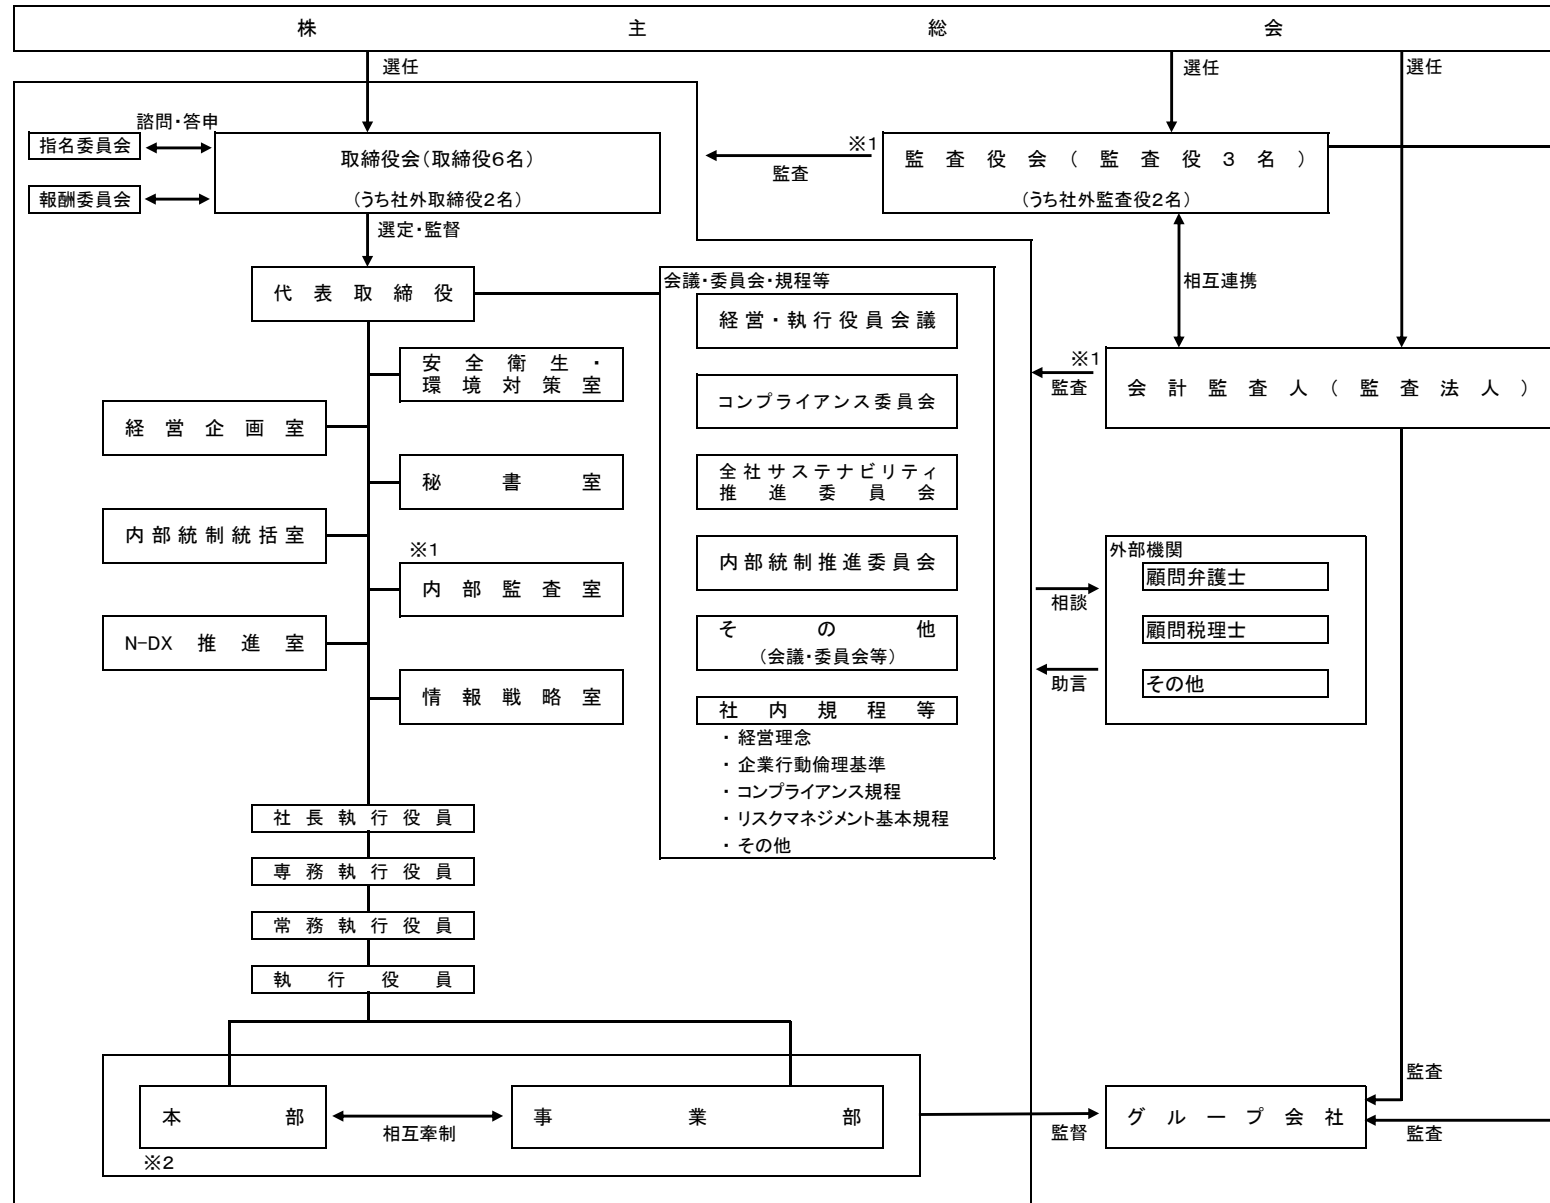 株主総会
選任
選任
選任
諮問・答申
指名委員会
報酬委員会
取締役会(取締役6名)
(うち社外取締役2名)
※1
監査
監査役会(監査役3名)
(うち社外監査役2名)
選定・監督
代表取締役
相互連携
※1
監査
会計監査人(監査法人)
安全衛生・
環境対策室
経営企画室
秘書室
内部統制統括室
※1
内部監査室
N-DX 推進室
情報戦略室
会議・委員会・規程等
経営・執行役員会議
コンプライアンス委員会
全社サステナビリティ
推進委員会
内部統制推進委員会
その他
(会議・委員会等)
社内規程等
・ 経営理念
・ 企業行動倫理基準
・ コンプライアンス規程
・ リスクマネジメント基本規程
・ その他
相談
助言
外部機関
顧問弁護士
顧問税理士
その他
社長執行役員
専務執行役員
常務執行役員
執行役員
本部
相互牽制
事業部
※2
監督
グループ会社
監査
監査